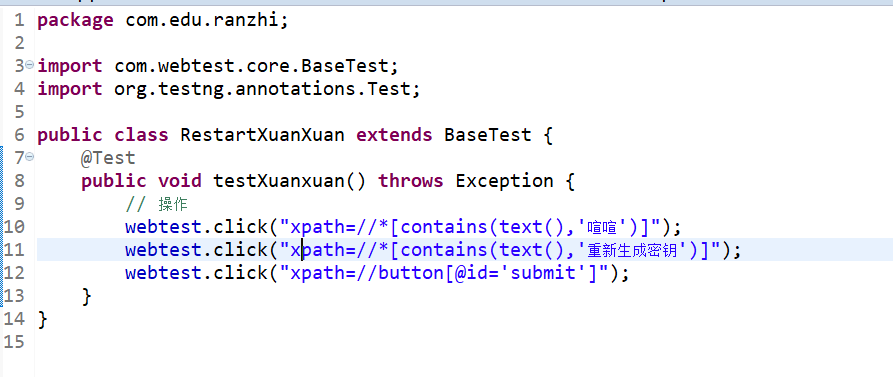 1 package com.edu.ranzhi;
2
3 import com.webtest.core.BaseTest;
4 import org.testng.annotations.Test;
5
6 public class RestartXuanXuan extends BaseTest {
7 @Test
8 public void testXuanxuan() throws Exception {
9 // 操作
10 webtest.click("xpath=//*[contains(text(),'喧喧')]");
11 webtest.click("xpath=//*[contains(text(),'重新生成密钥')]");
12 webtest.click("xpath=//button[@id='submit']");
13 }
14 }
15